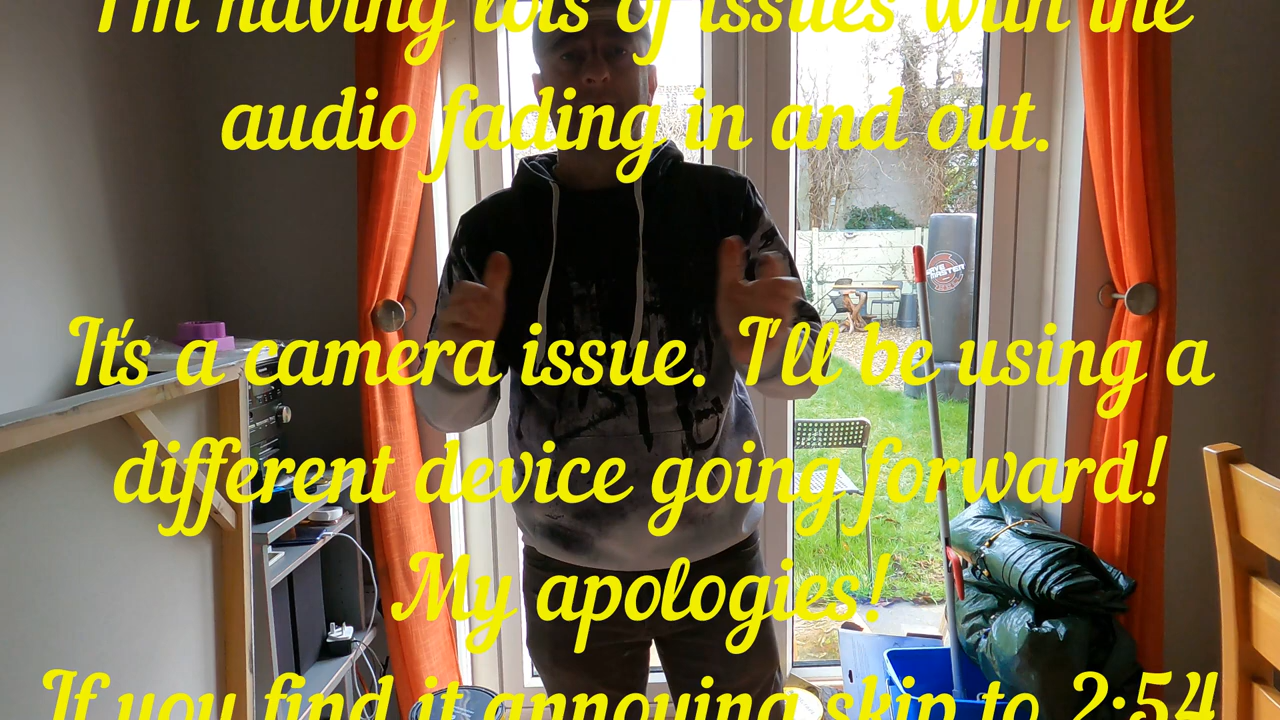 I'm having lots of issues with the
audio fading in and out.
It's a camera issue. I'll be using a
different device going forward!
My apologies!
If you find it annoying skip to 2:54
MASTER